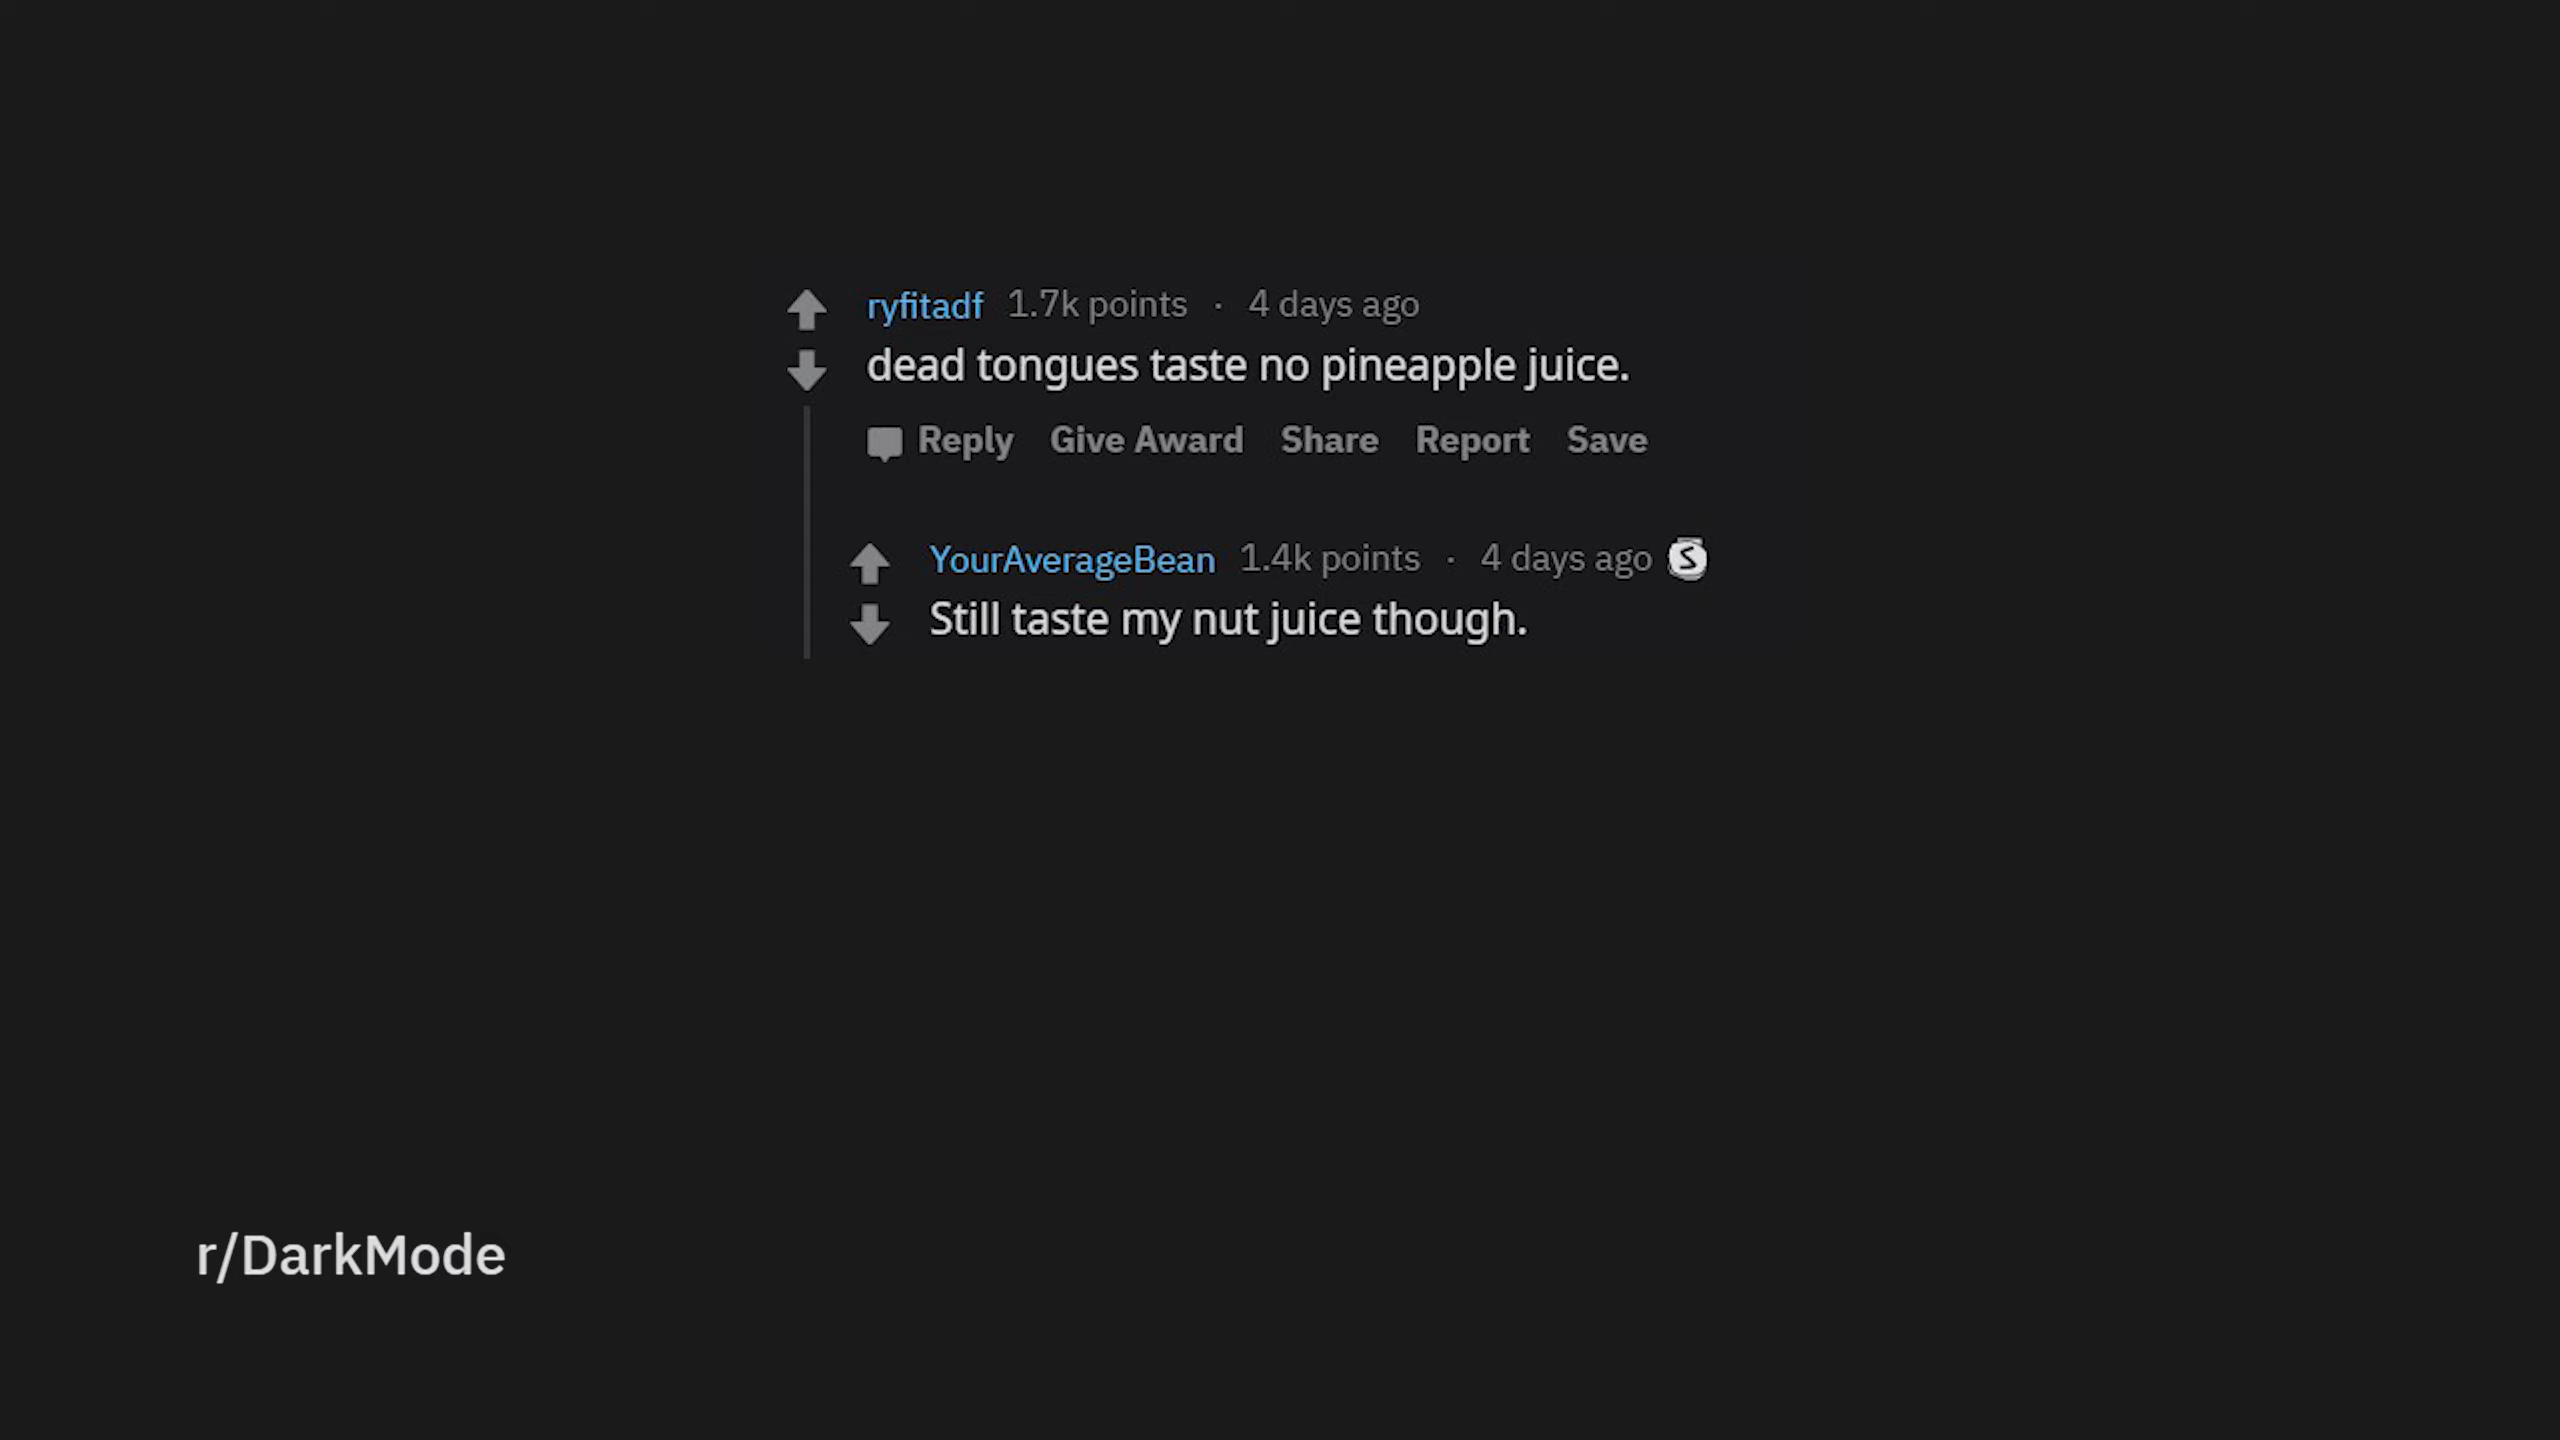 ryfitadf 1.7k points · 4 days ago
dead tongues taste no pineapple juice.
Reply Give Award Share Report Save
YourAverageBean 1.4k points · 4 days ago S
Still taste my nut juice though.
r/DarkMode